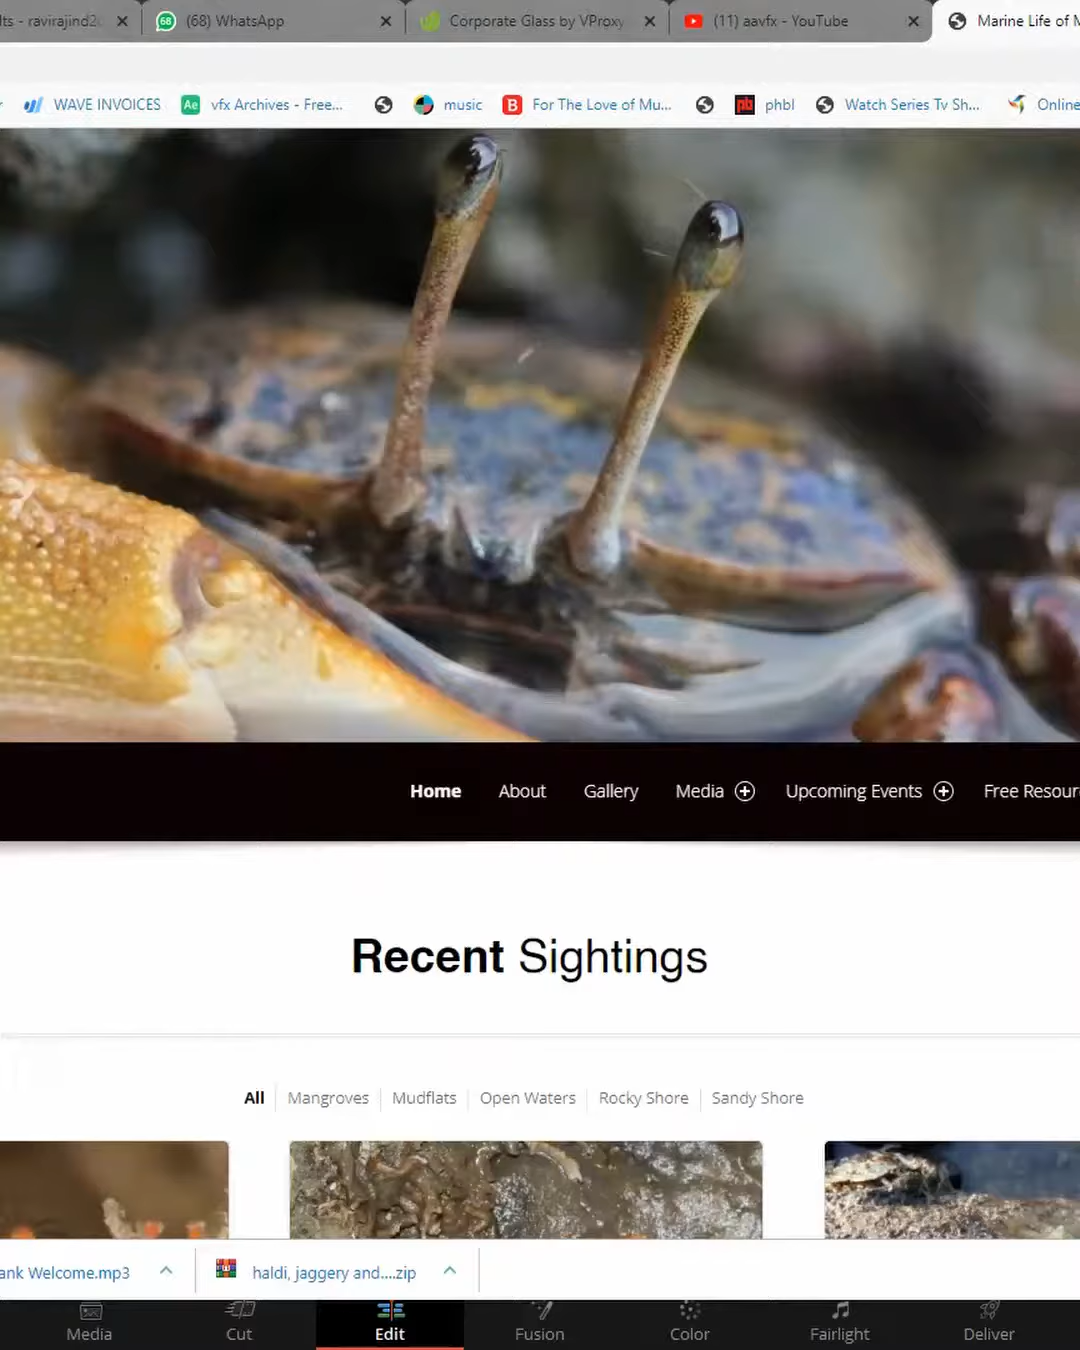 lts - ravirajind2
(68) WhatsApp
Corporate Glass by VProxy
(11) aavfx - YouTube
Marine Life of M
WAVE INVOICES
Ae
vfx Archives - Free...
music
B
For The Love of Mu...
pb
phbl
Watch Series Tv Sh...
Online
Home
About
Gallery
Media
Upcoming Events
Free Resour
Recent Sightings
All
Mangroves
Mudflats
Open Waters
Rocky Shore
Sandy Shore
ank Welcome.mp3
haldi, jaggery and....zip
Media
Cut
Edit
Fusion
Color
Fairlight
Deliver